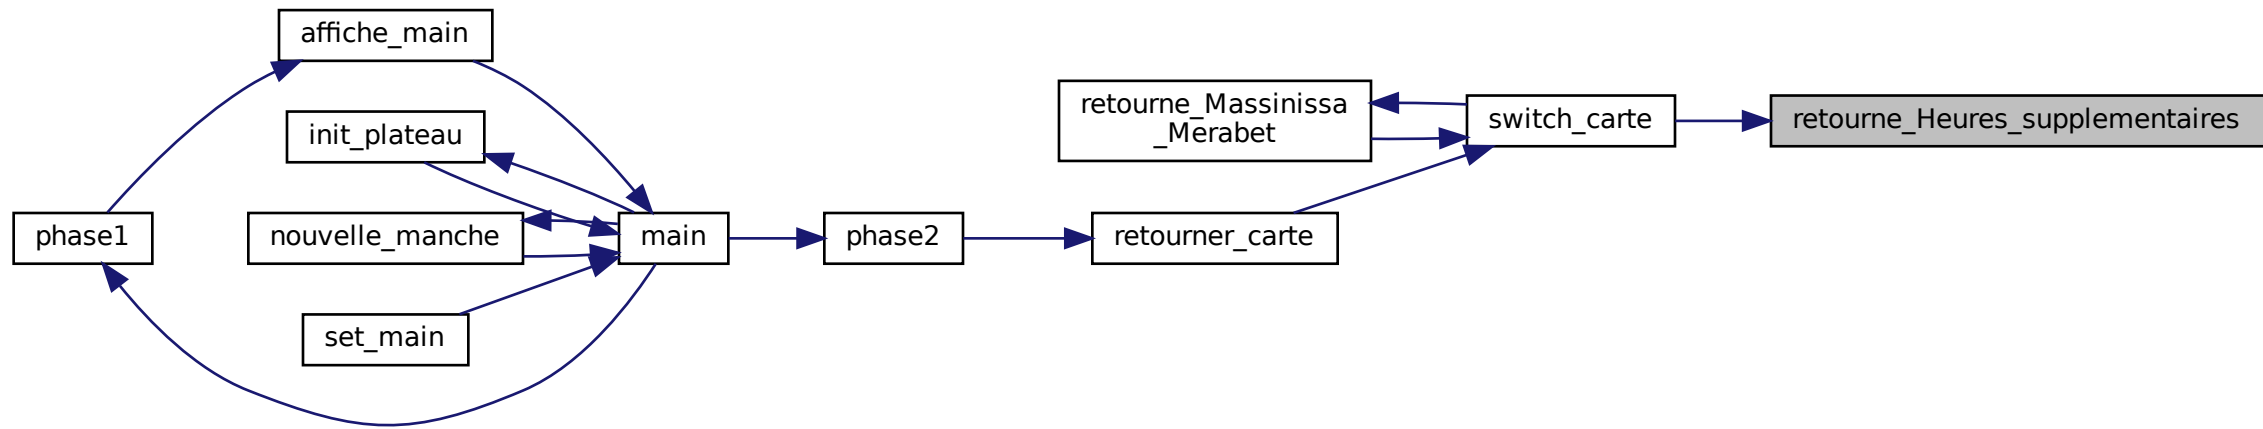 affiche_main
retourne_Massinissa
_Merabet
switch_carte
retourne_Heures_supplementaires
init_plateau
phase1
nouvelle_manche
main
phase2
retourner_carte
set_main